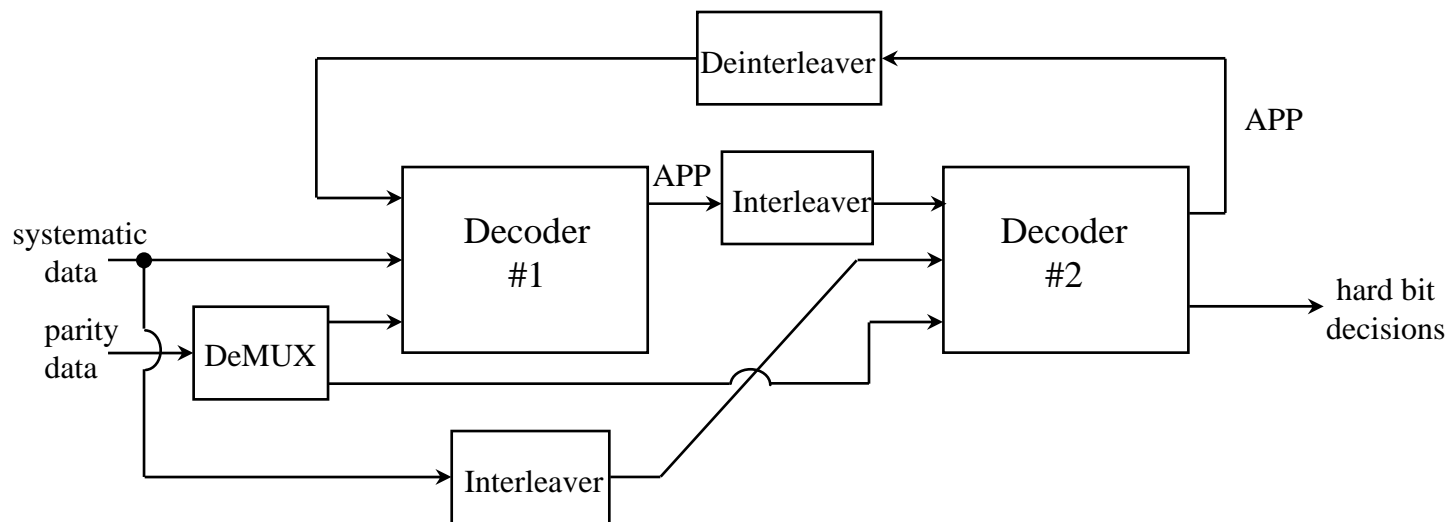 Deinterleaver
APP
APP
Interleaver
Decoder
#1
Decoder
#2
systematic
data
parity
data
DeMUX
hard bit
decisions
Interleaver